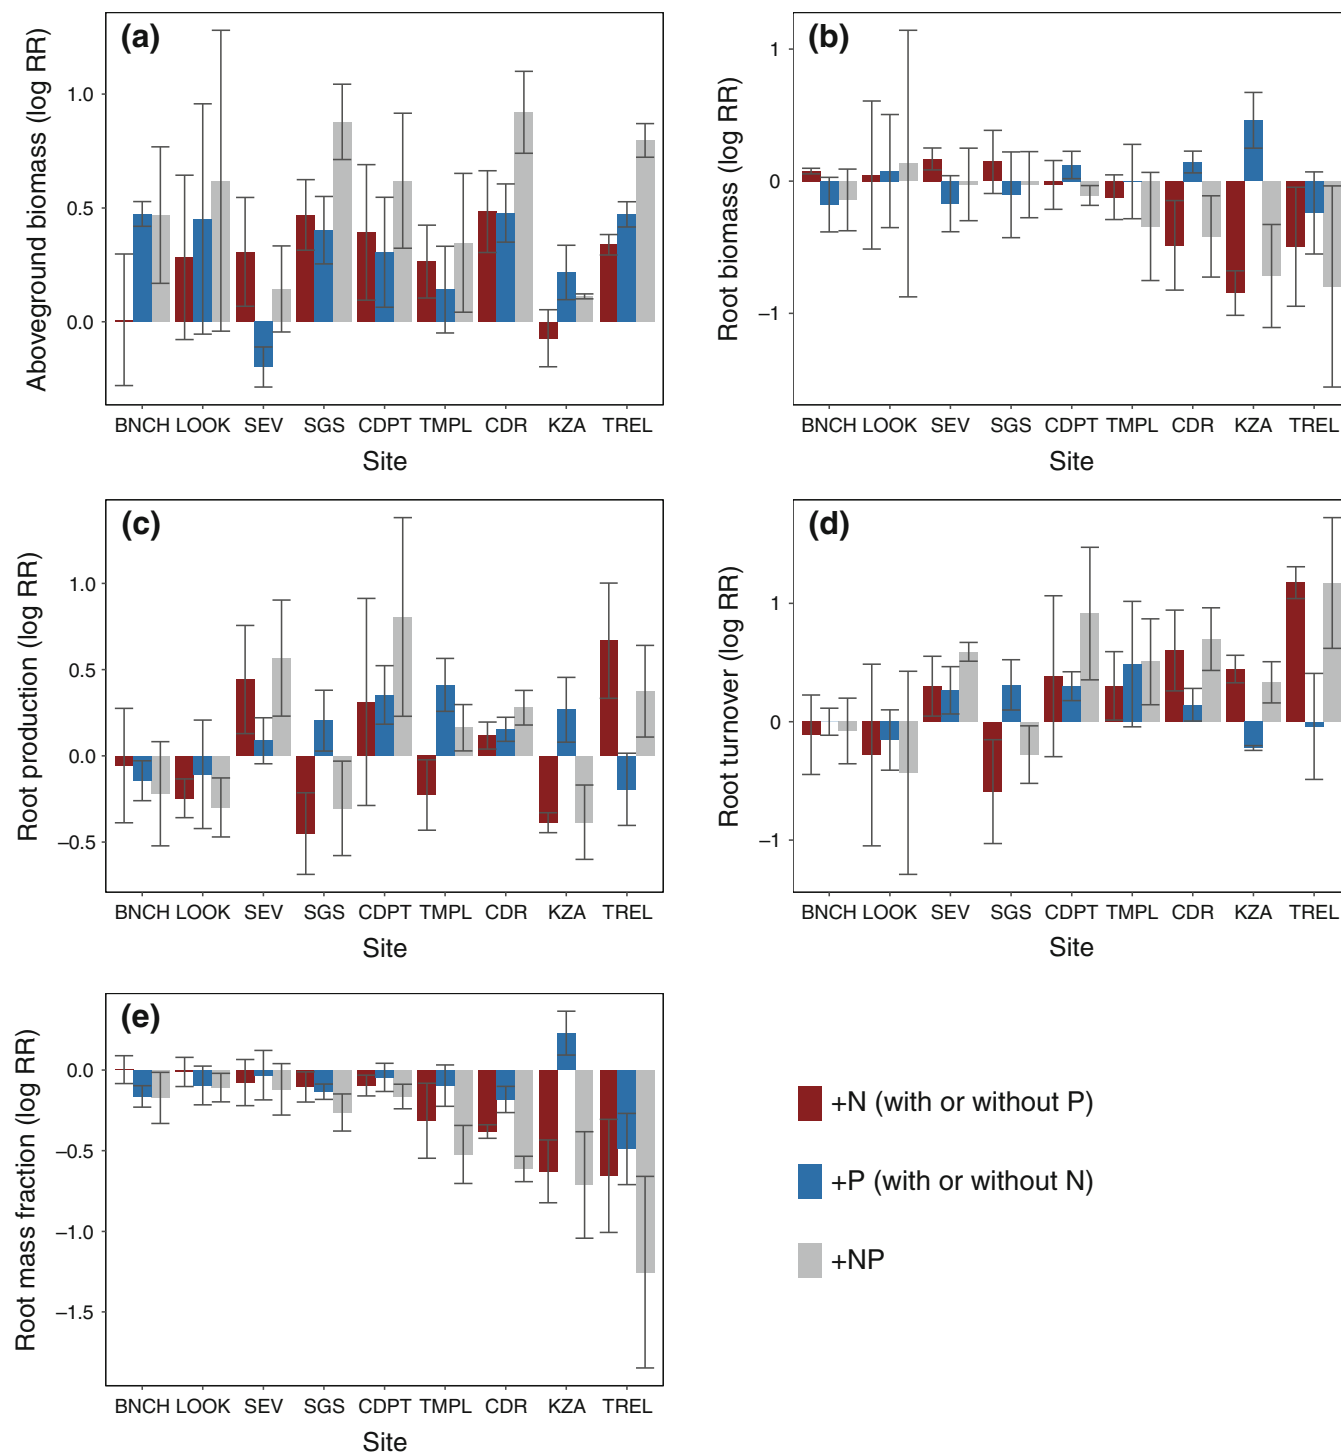 (a)
Aboveground biomass (log RR)
1.0
0.5
0.0
BNCH LOOK SEV SGS CDPT TMPL CDR KZA TREL
Site
(b)
Root biomass (log RR)
1
0
−1
BNCH LOOK SEV SGS CDPT TMPL CDR KZA TREL
Site
(c)
Root production (log RR)
1.0
0.5
0.0
−0.5
BNCH LOOK SEV SGS CDPT TMPL CDR KZA TREL
Site
(d)
Root turnover (log RR)
1
0
−1
BNCH LOOK SEV SGS CDPT TMPL CDR KZA TREL
Site
(e)
Root mass fraction (log RR)
0.0
−0.5
−1.0
−1.5
BNCH LOOK SEV SGS CDPT TMPL CDR KZA TREL
Site
+N (with or without P)
+P (with or without N)
+NP